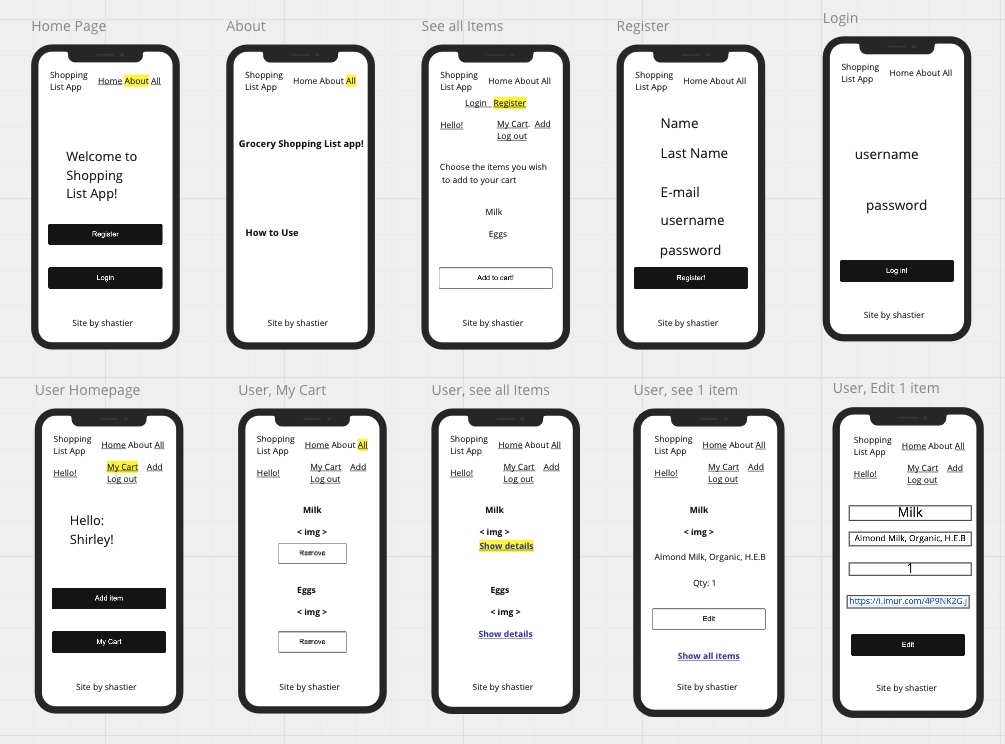 Home Page
Shopping
List App
Home About All
Welcome to
Shopping
List App!
Register
Login
Site by shastier
About
Shopping
List App
Home About All
Grocery Shopping List app!
How to Use
Site by shastier
See all Items
Shopping
List App
Home About All
Login Register
Hello! My Cart. Add
Log out
Choose the items you wish
to add to your cart
Milk
Eggs
Add to cart!
Site by shastier
Register
Shopping
List App
Home About All
Name
Last Name
E-mail
username
password
Register!
Login
Shopping
List App
Home About All
username
password
Log in!
Site by shastier
User Homepage
Shopping
List App
Home About All
Hello! My Cart Add
Log out
Hello:
Shirley!
Add item
My Cart
Site by shastier
User, My Cart
Shopping
List App
Home About All
Hello! My Cart Add
Log out
Milk
< img >
Remove
Eggs
< img >
Remove
Site by shastier
User, see all Items
Shopping
List App
Home About All
Hello! My Cart Add
Log out
Milk
< img >
Show details
Eggs
< img >
Show details
Site by shastier
User, see 1 item
Shopping
List App
Home About All
Hello! My Cart Add
Log out
Milk
< img >
Almond Milk, Organic, H.E.B
Qty: 1
Edit
Show all items
Site by shastier
User, Edit 1 item
Shopping
List App
Home About All
Hello! My Cart Add
Log out
Milk
Almond Milk, Organic, H.E.B
1
https://i.imur.com/4P9NK2G.j
Edit
Site by shastier